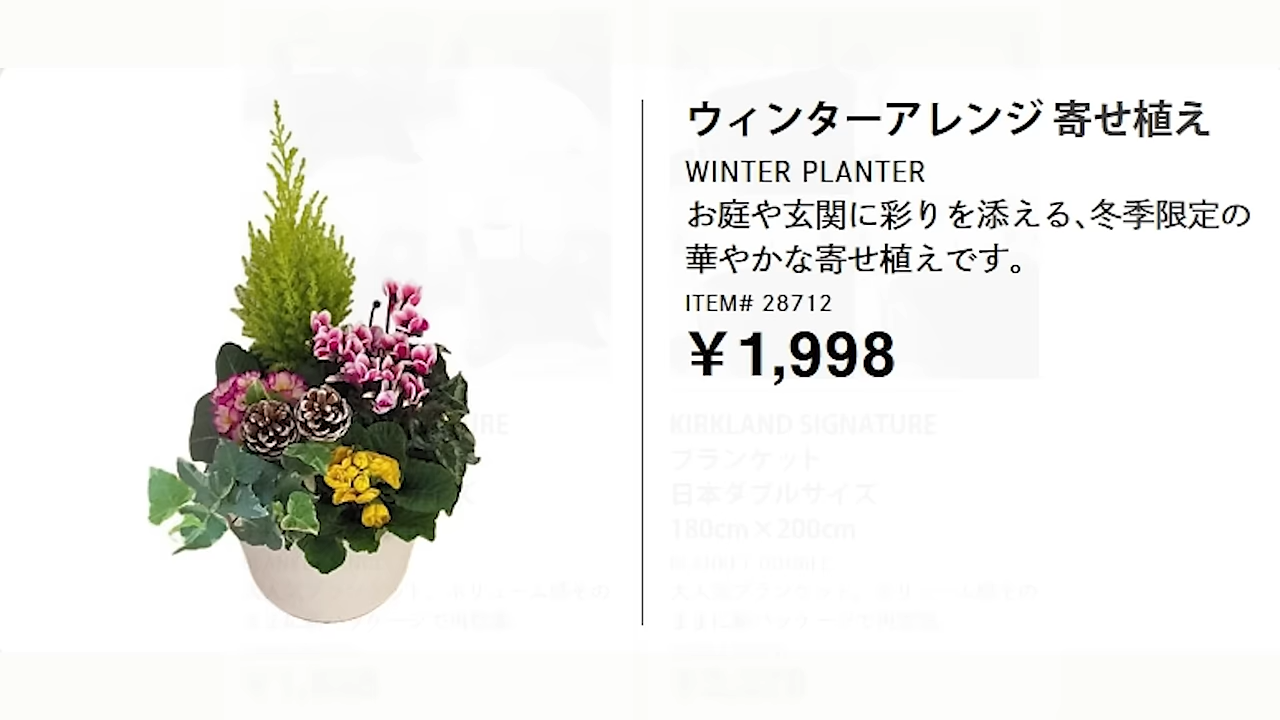 ウィンターアレンジ 寄せ植え
WINTER PLANTER
お庭や玄関に彩りを添える、冬季限定の
華やかな寄せ植えです。
ITEM# 28712
￥1,998
KIRKLAND SIGNATURE
ブランケット
日本ダブルサイズ
180cm×200cm